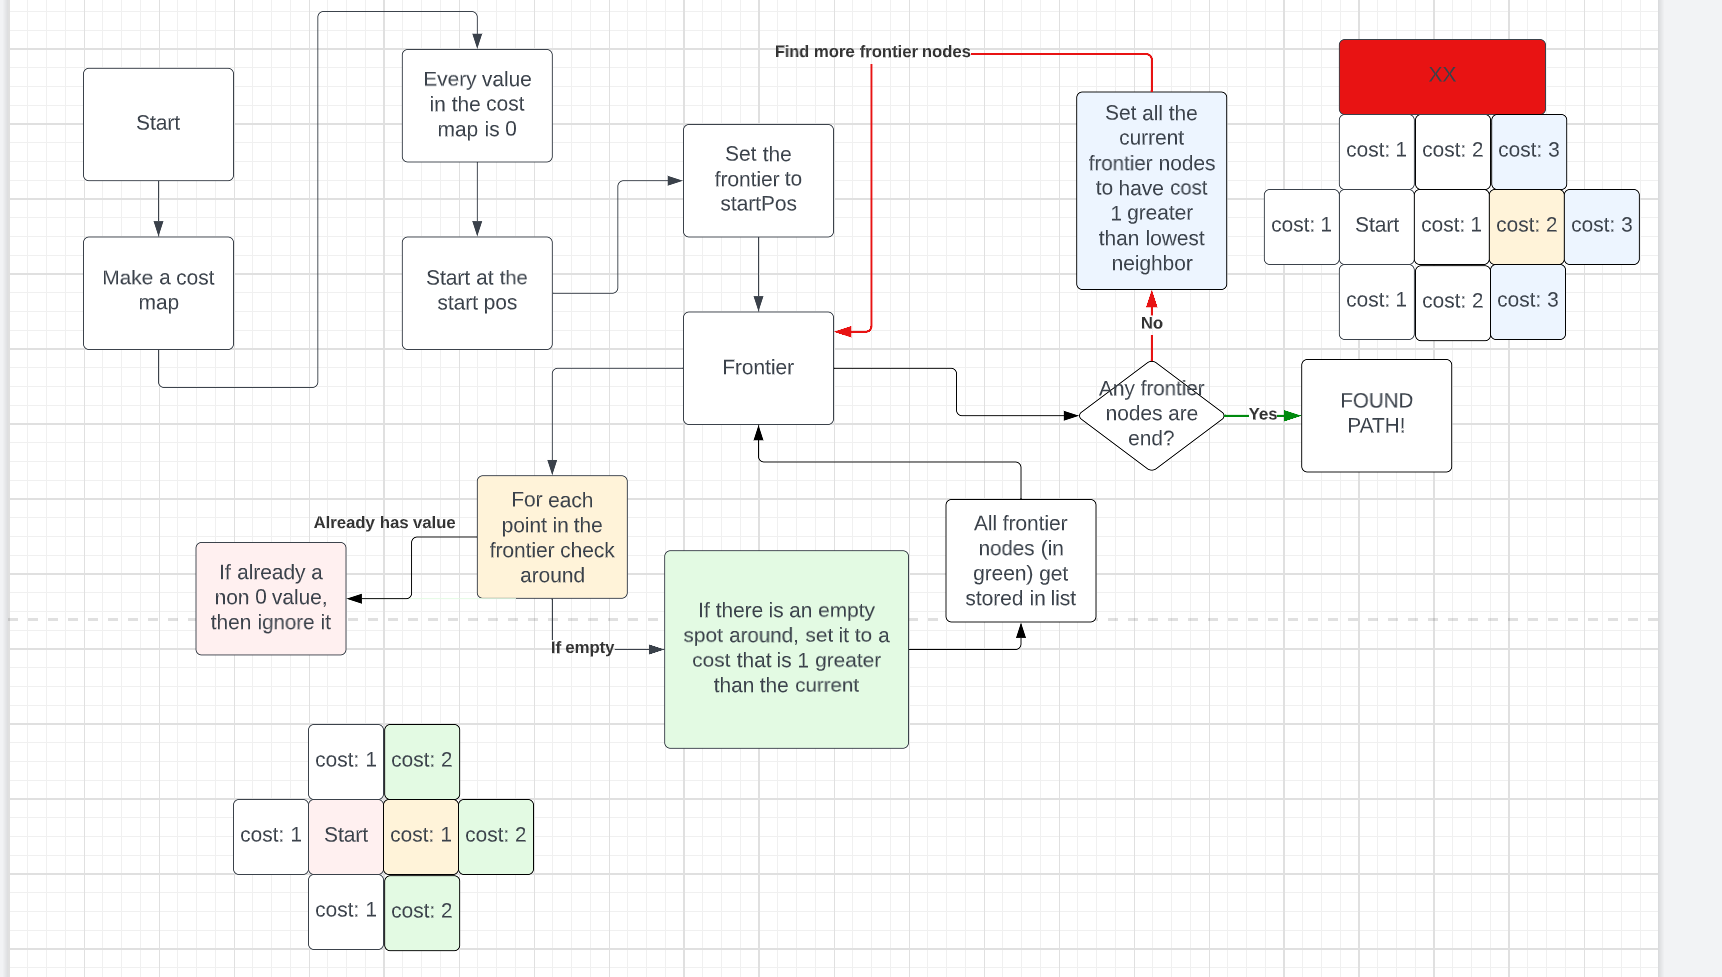 Start
Make a cost
map
Every value
in the cost
map is 0
Start at the
start pos
Set the
frontier to
startPos
Frontier
Find more frontier nodes
Set all the
current
frontier nodes
to have cost
1 greater
than lowest
neighbor
No
Any frontier
nodes are
end?
Yes
FOUND
PATH!
XX
cost: 1 cost: 2 cost: 3
cost: 1 Start cost: 1 cost: 2 cost: 3
cost: 1 cost: 2 cost: 3
For each
point in the
frontier check
around
Already has value
If already a
non 0 value,
then ignore it
If empty
If there is an empty
spot around, set it to a
cost that is 1 greater
than the current
All frontier
nodes (in
green) get
stored in list
cost: 1 cost: 2
cost: 1 Start cost: 1 cost: 2
cost: 1 cost: 2